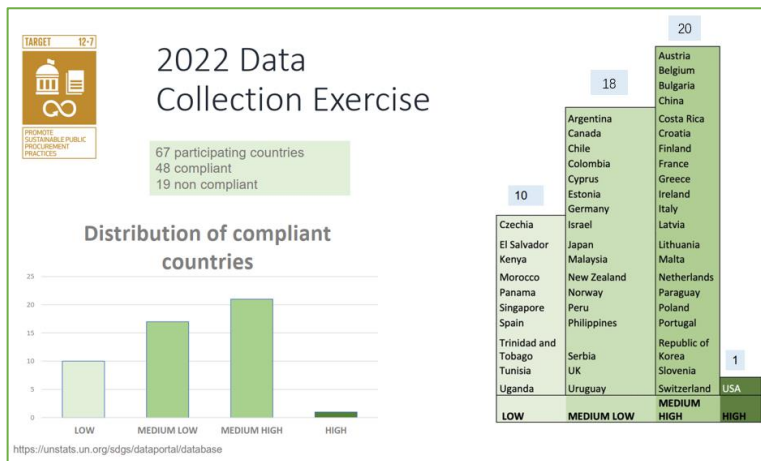 TARGET 12-7
PROMOTE
SUSTAINABLE PUBLIC
PROCUREMENT
PRACTICES
2022 Data
Collection Exercise
67 participating countries
48 compliant
19 non compliant
Distribution of compliant
countries
25
20
15
10
5
0
LOW
MEDIUM LOW
MEDIUM HIGH
HIGH
https://unstats.un.org/sdgs/dataportal/database
10
Czechia
El Salvador
Kenya
Morocco
Panama
Singapore
Spain
Trinidad and
Tobago
Tunisia
Uganda
LOW
18
Argentina
Canada
Chile
Colombia
Cyprus
Estonia
Germany
Israel
Japan
Malaysia
New Zealand
Norway
Peru
Philippines
Serbia
UK
Uruguay
MEDIUM LOW
20
Austria
Belgium
Bulgaria
China
Costa Rica
Croatia
Finland
France
Greece
Ireland
Italy
Latvia
Lithuania
Malta
Netherlands
Paraguay
Poland
Portugal
Republic of
Korea
Slovenia
Switzerland
MEDIUM
HIGH
1
USA
HIGH